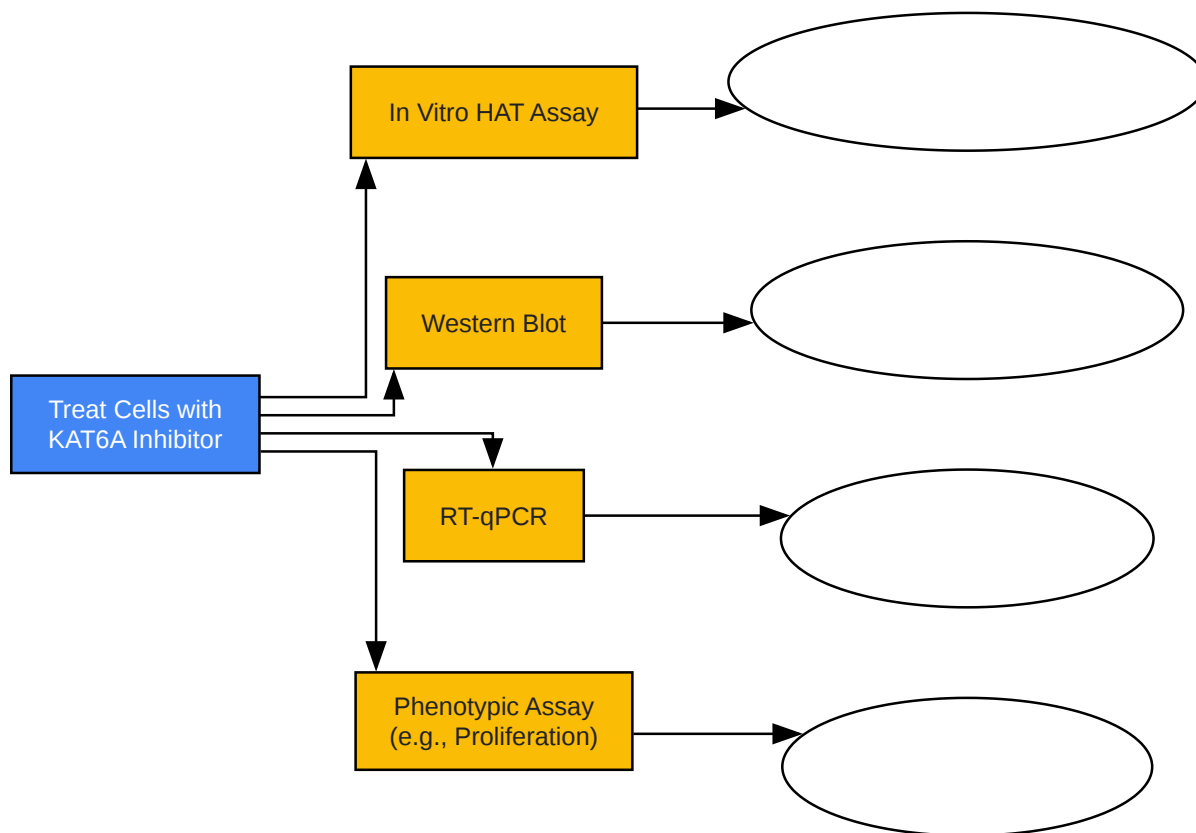 In Vitro HAT Assay
Western Blot
Treat Cells with
KAT6A Inhibitor
RT-qPCR
Phenotypic Assay
(e.g., Proliferation)